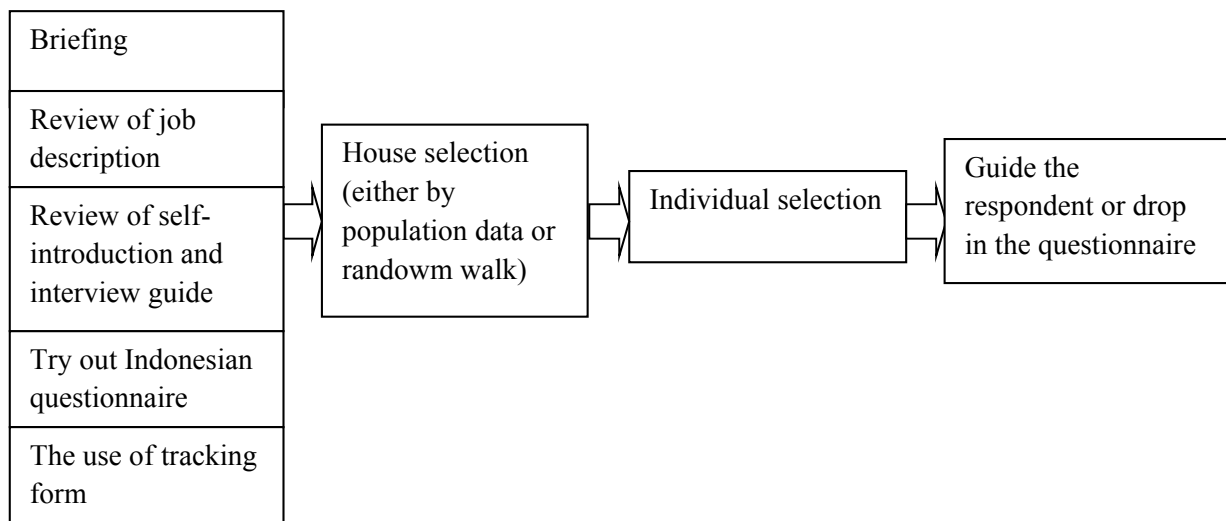 Briefing
Review of job
description
Review of self-
introduction and
interview guide
Try out Indonesian
questionnaire
The use of tracking
form
House selection
(either by
population data or
randowm walk)
Individual selection
Guide the
respondent or drop
in the questionnaire